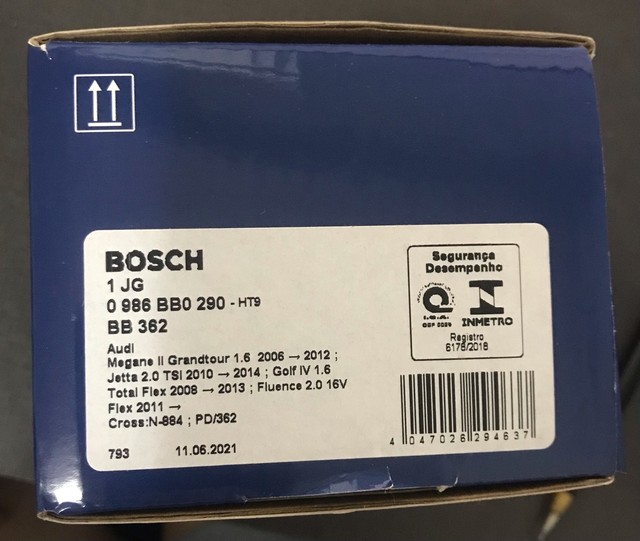 BOSCH
1 JG
0 986 BB0 290 - HT9
BB 362
Audi
Megane II Grandtour 1.6 2006 → 2012 ;
Jetta 2.0 TSI 2010 → 2014 ; Golf IV 1.6
Total Flex 2008 → 2013 ; Fluence 2.0 16V
Flex 2011 →
Cross:N-884 ; PD/362
793 11.06.2021
Segurança
Desempenho
INMETRO
Registro
6178/2018
4 047026 294637